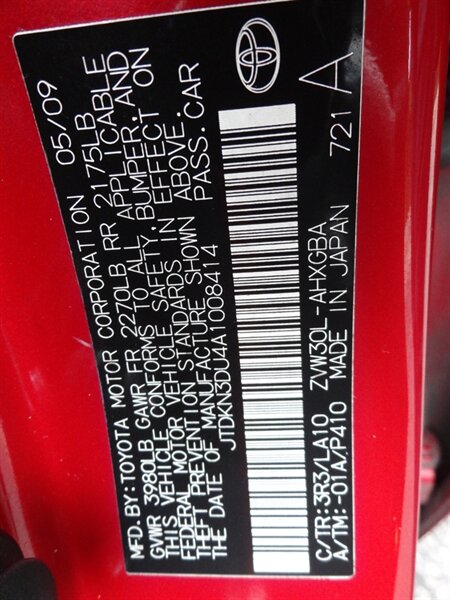 MFD. BY: TOYOTA MOTOR CORPORATION 05/09
GVWR 3980LB GAWR FR 2270LB RR 2175LB
THIS VEHICLE CONFORMS TO ALL APPLICABLE
FEDERAL MOTOR VEHICLE SAFETY, BUMPER, AND
THEFT PREVENTION STANDARDS IN EFFECT ON
THE DATE OF MANUFACTURE SHOWN ABOVE.
JTDKN3DU4A1008414 PASS. CAR
C/TR: 3R3/LA10 ZVW30L-AHXGBA
A/TM: -01A/P410 MADE IN JAPAN 721 A